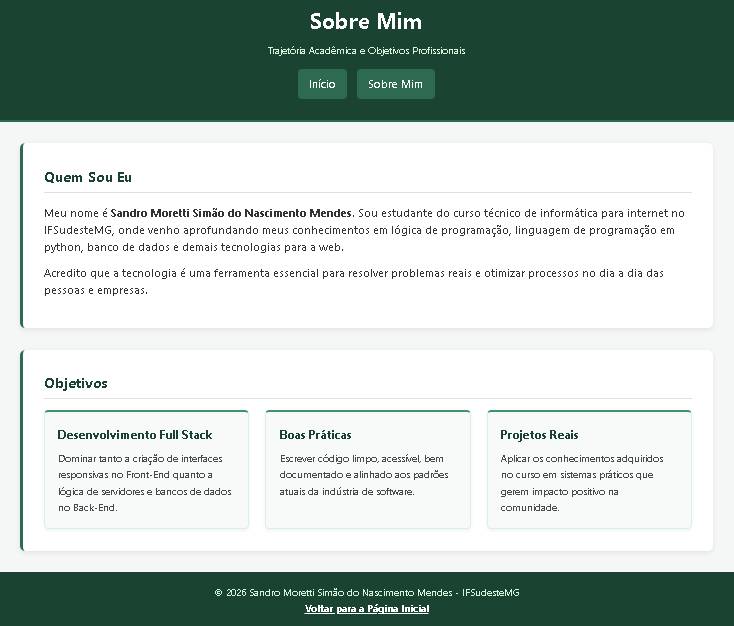 Sobre Mim
Trajetória Acadêmica e Objetivos Profissionais
Início
Sobre Mim
Quem Sou Eu
Meu nome é Sandro Moretti Simão do Nascimento Mendes. Sou estudante do curso técnico de informática para internet no
IFSudesteMG, onde venho aprofundando meus conhecimentos em lógica de programação, linguagem de programação em
python, banco de dados e demais tecnologias para a web.
Acredito que a tecnologia é uma ferramenta essencial para resolver problemas reais e otimizar processos no dia a dia das
pessoas e empresas.
Objetivos
Desenvolvimento Full Stack
Dominar tanto a criação de interfaces
responsivas no Front-End quanto a
lógica de servidores e bancos de dados
no Back-End.
Boas Práticas
Escrever código limpo, acessível, bem
documentado e alinhado aos padrões
atuais da indústria de software.
Projetos Reais
Aplicar os conhecimentos adquiridos
no curso em sistemas práticos que
gerem impacto positivo na
comunidade.
© 2026 Sandro Moretti Simão do Nascimento Mendes - IFSudesteMG
Voltar para a Página Inicial